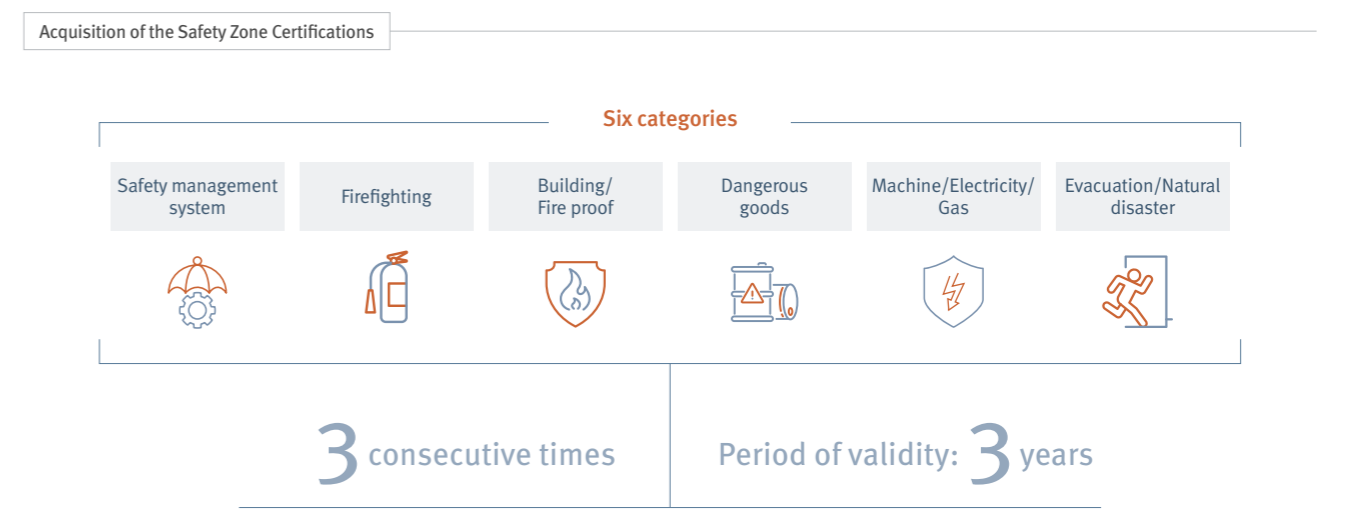 Acquisition of the Safety Zone Certifications
Six categories
Safety management
system
Firefighting
Building/
Fire proof
Dangerous
goods
Machine/Electricity/
Gas
Evacuation/Natural
disaster
3 consecutive times
Period of validity: 3 years